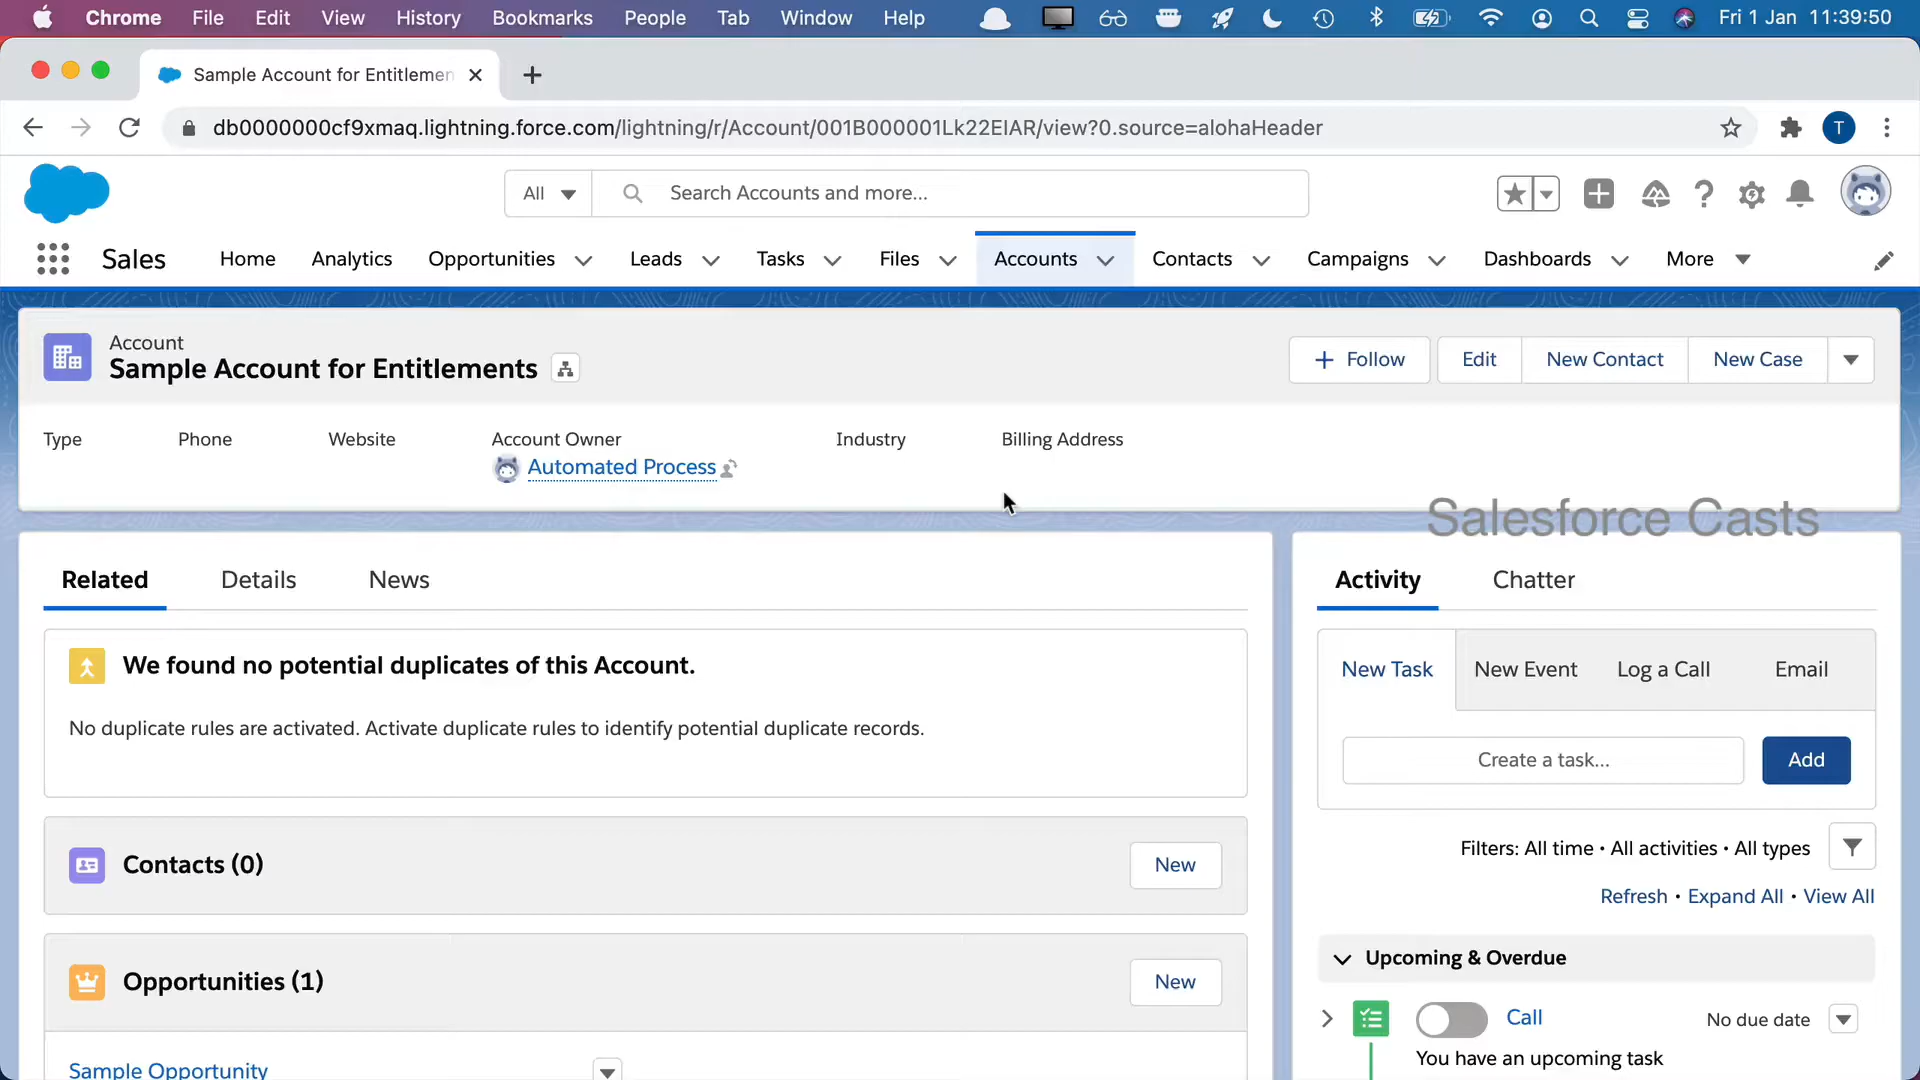 Chrome File Edit View History Bookmarks People Tab Window Help Fri 1 Jan 11:39:50
Sample Account for Entitlemen
db0000000cf9xmaq.lightning.force.com/lightning/r/Account/001B000001Lk22EIAR/view?0.source=alohaHeader T
All Search Accounts and more...
Sales Home Analytics Opportunities Leads Tasks Files Accounts Contacts Campaigns Dashboards More
Account
Sample Account for Entitlements
Follow Edit New Contact New Case
Type Phone Website Account Owner Industry Billing Address
Automated Process
Salesforce Casts
Related Details News
We found no potential duplicates of this Account.
No duplicate rules are activated. Activate duplicate rules to identify potential duplicate records.
Contacts (0) New
Opportunities (1) New
Sample Opportunity
Activity Chatter
New Task New Event Log a Call Email
Create a task... Add
Filters: All time • All activities • All types
Refresh • Expand All • View All
Upcoming & Overdue
Call No due date
You have an upcoming task